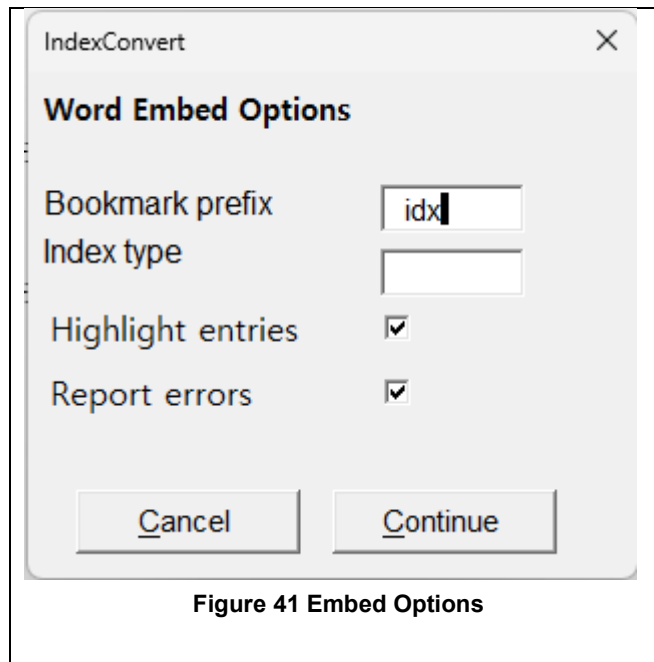 IndexConvert
Word Embed Options
Bookmark prefix idx
Index type
Highlight entries
Report errors
Cancel Continue
Figure 41 Embed Options